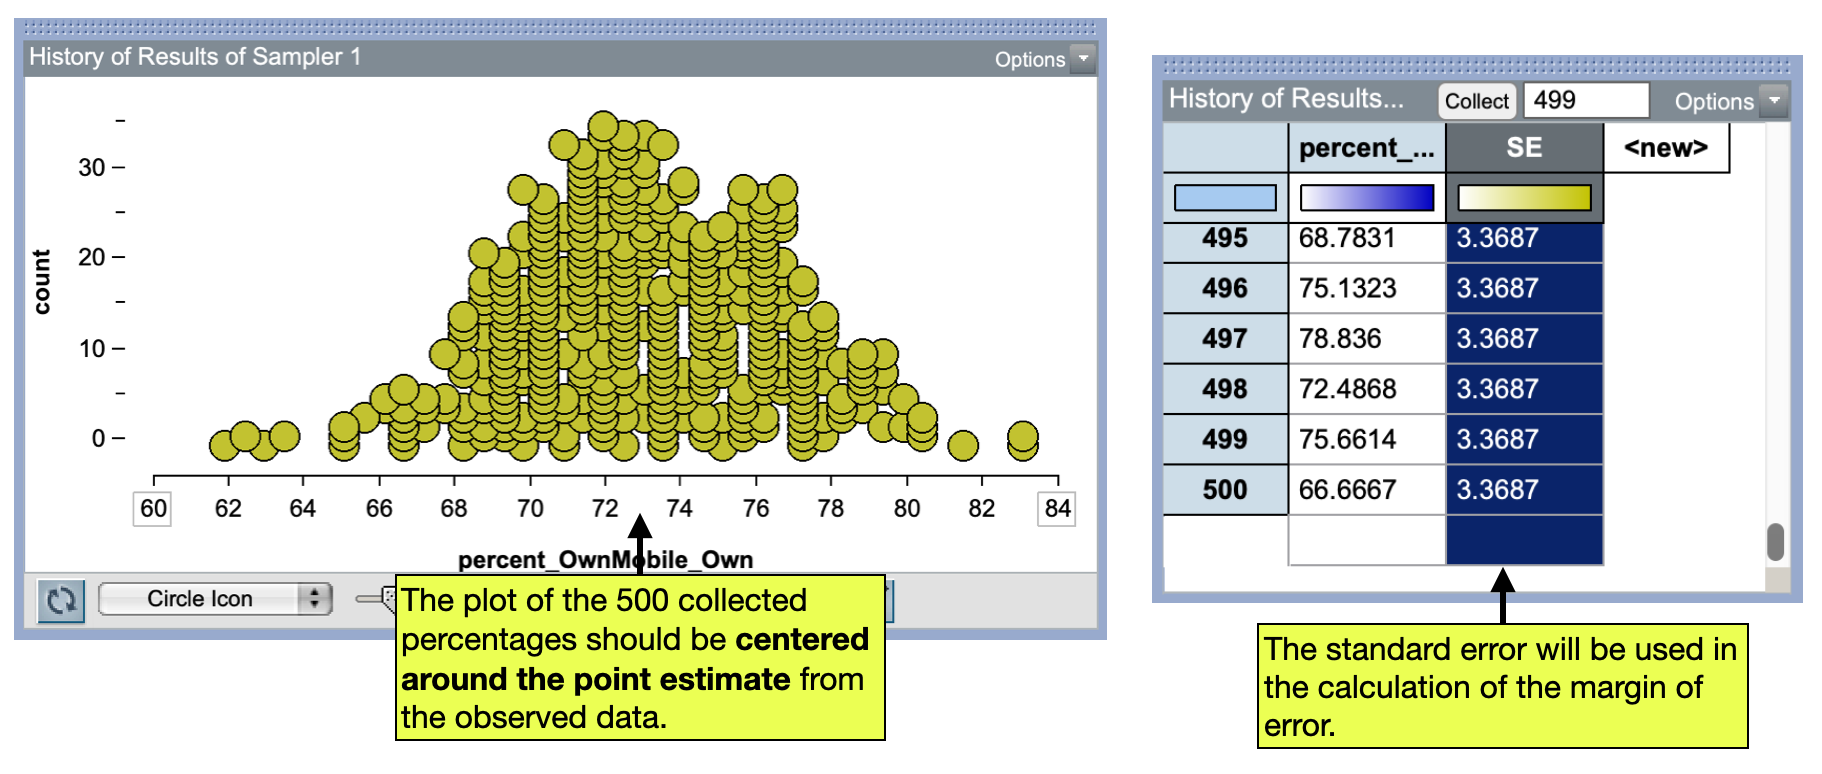 History of Results of Sampler 1
Options
30
20
10
0
count
60 62 64 66 68 70 72 74 76 78 80 82 84
percent_OwnMobile_Own
Circle Icon
The plot of the 500 collected
percentages should be centered
around the point estimate from
the observed data.
History of Results... Collect 499 Options
percent_... SE <new>
495 68.7831 3.3687
496 75.1323 3.3687
497 78.836 3.3687
498 72.4868 3.3687
499 75.6614 3.3687
500 66.6667 3.3687
The standard error will be used in
the calculation of the margin of
error.